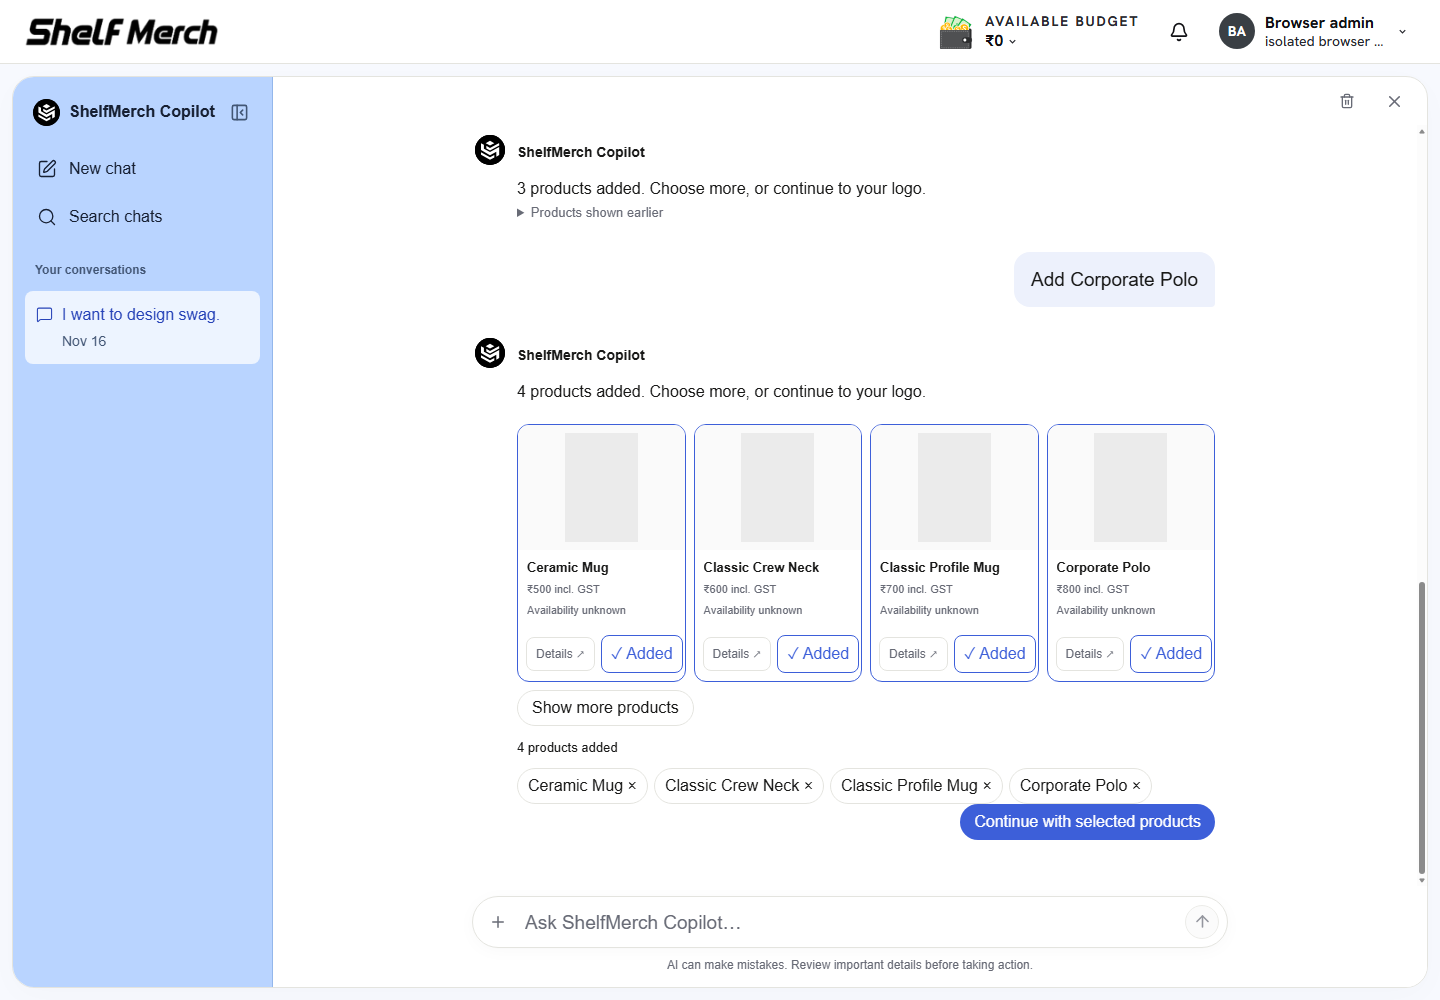 Shelf Merch
AVAILABLE BUDGET
₹0
BA
Browser admin
isolated browser ...
ShelfMerch Copilot
New chat
Search chats
Your conversations
I want to design swag.
Nov 16
ShelfMerch Copilot
3 products added. Choose more, or continue to your logo.
Products shown earlier
Add Corporate Polo
ShelfMerch Copilot
4 products added. Choose more, or continue to your logo.
Ceramic Mug
₹500 incl. GST
Availability unknown
Details ↗
✓ Added
Classic Crew Neck
₹600 incl. GST
Availability unknown
Details ↗
✓ Added
Classic Profile Mug
₹700 incl. GST
Availability unknown
Details ↗
✓ Added
Corporate Polo
₹800 incl. GST
Availability unknown
Details ↗
✓ Added
Show more products
4 products added
Ceramic Mug ×
Classic Crew Neck ×
Classic Profile Mug ×
Corporate Polo ×
Continue with selected products
Ask ShelfMerch Copilot…
AI can make mistakes. Review important details before taking action.